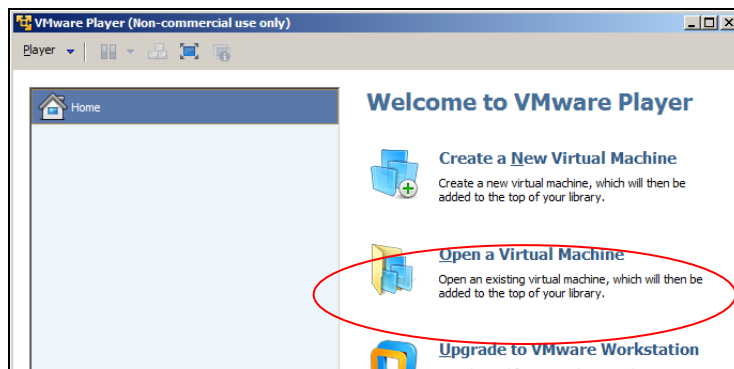 VMware Player (Non-commercial use only)
Player
Home
Welcome to VMware Player
Create a New Virtual Machine
Create a new virtual machine, which will then be
added to the top of your library.
Open a Virtual Machine
Open an existing virtual machine, which will then be
added to the top of your library.
Upgrade to VMware Workstation